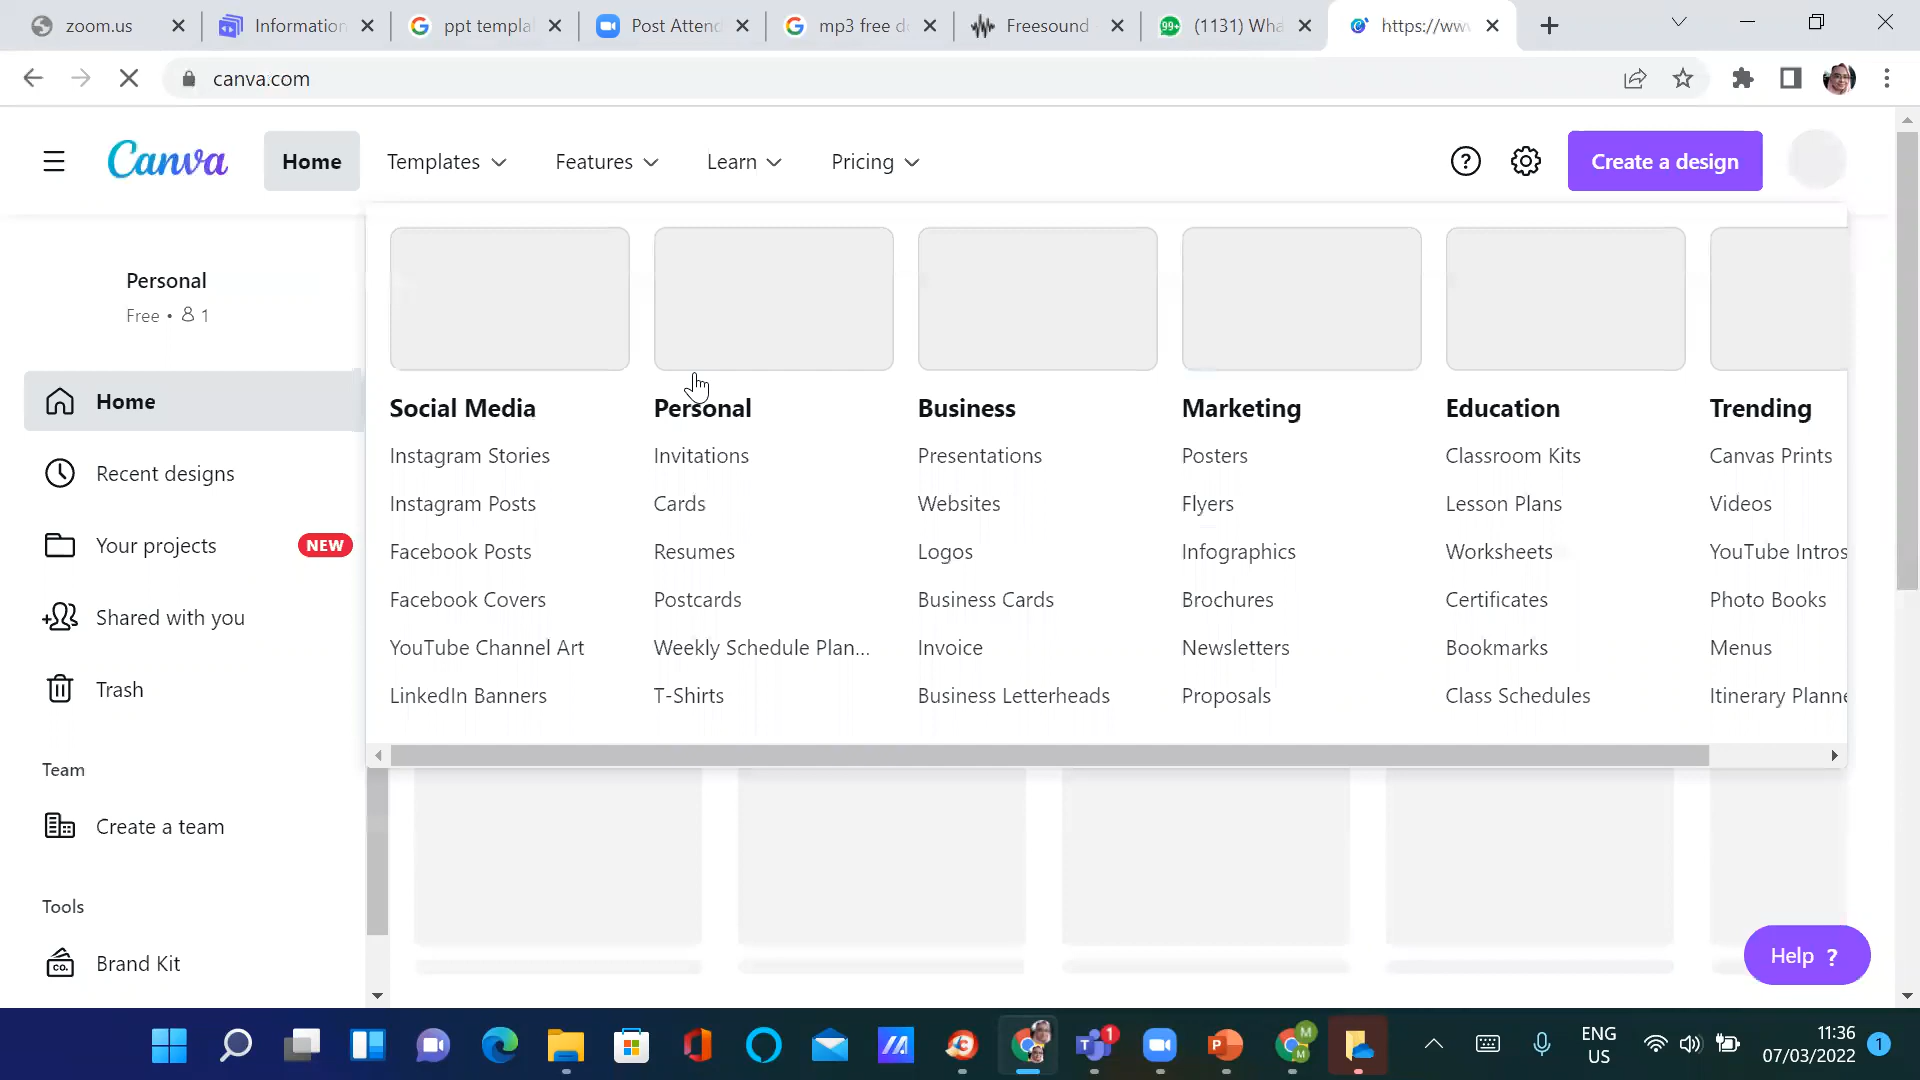 zoom.us
Information
ppt templa
Post Attend
mp3 free do
Freesound
99+
(1131) Wha
https://ww
canva.com
Canva
Home
Templates
Features
Learn
Pricing
?
Create a design
Personal
Free • 1
Home
Recent designs
Your projects
NEW
Shared with you
Trash
Team
Create a team
Tools
CO.
Brand Kit
Social Media
Instagram Stories
Instagram Posts
Facebook Posts
Facebook Covers
YouTube Channel Art
LinkedIn Banners
Personal
Invitations
Cards
Resumes
Postcards
Weekly Schedule Plan...
T-Shirts
Business
Presentations
Websites
Logos
Business Cards
Invoice
Business Letterheads
Marketing
Posters
Flyers
Infographics
Brochures
Newsletters
Proposals
Education
Classroom Kits
Lesson Plans
Worksheets
Certificates
Bookmarks
Class Schedules
Trending
Canvas Prints
Videos
YouTube Intros
Photo Books
Menus
Itinerary Planne
Help ?
1
ENG
US
11:36
07/03/2022
1